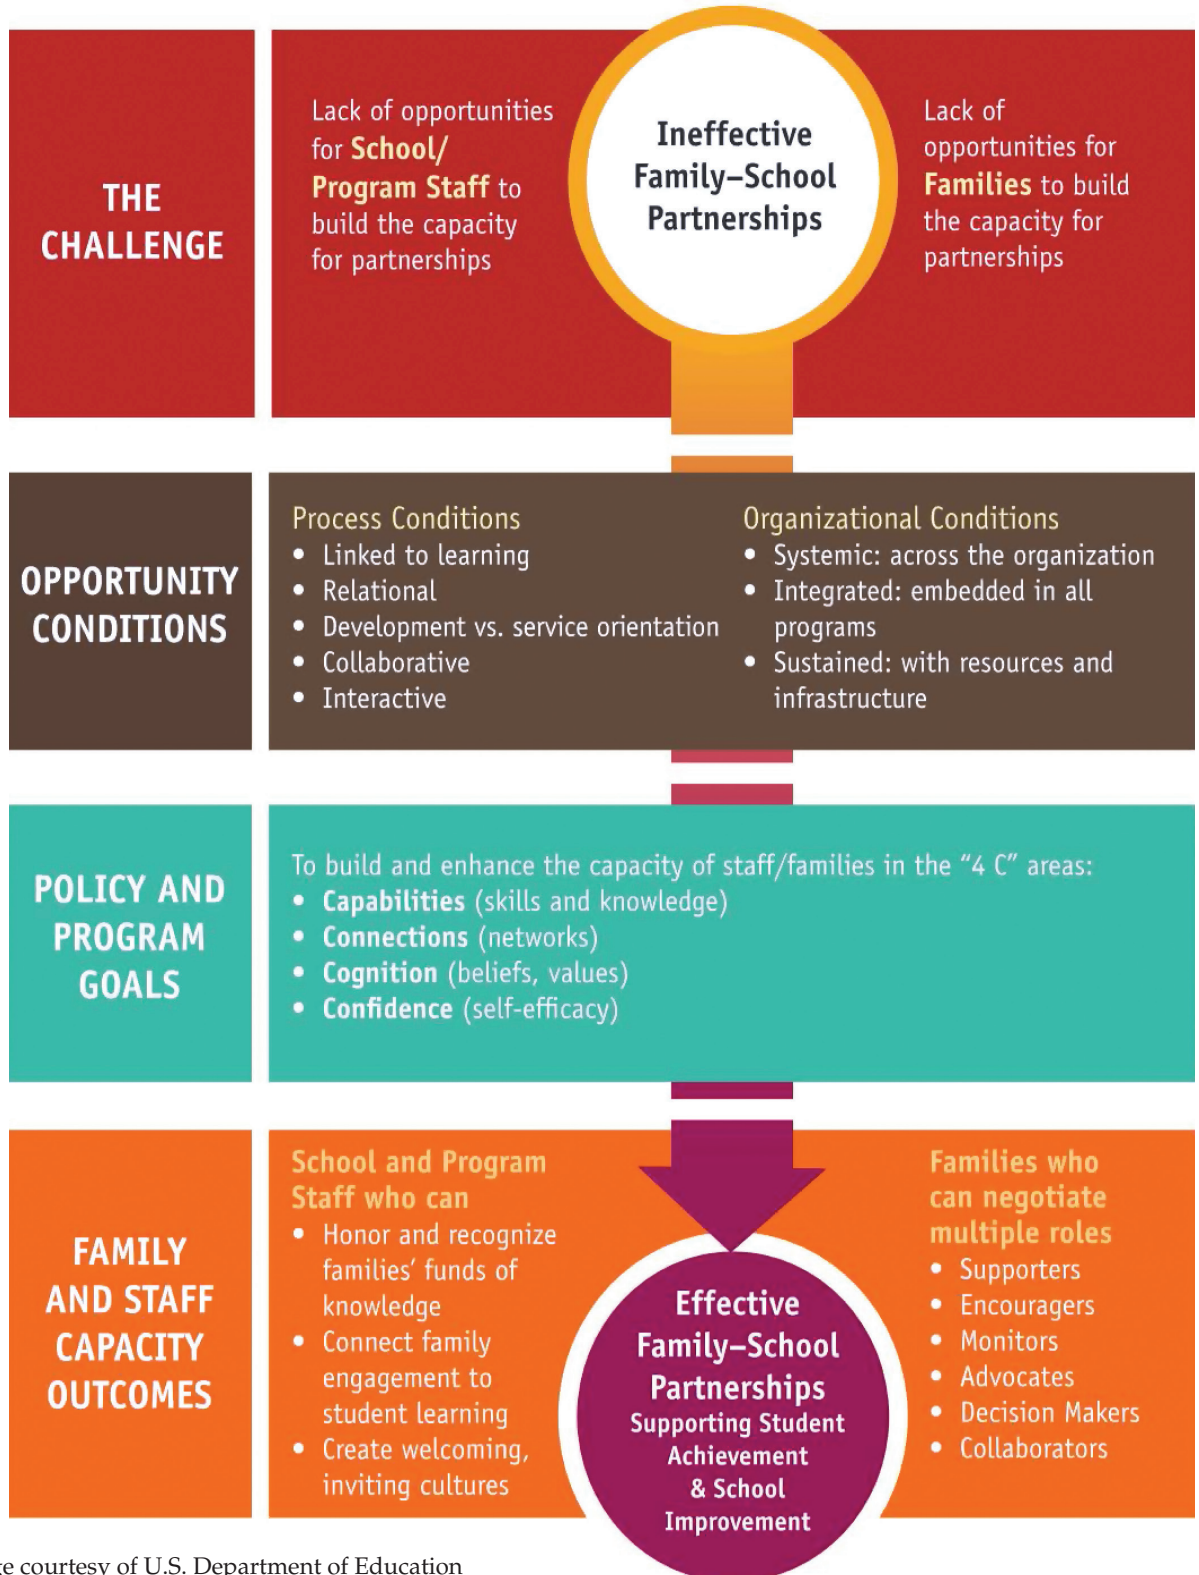 THE
CHALLENGE
Lack of opportunities
for School/
Program Staff to
build the capacity
for partnerships
Ineffective
Family–School
Partnerships
Lack of
opportunities for
Families to build
the capacity for
partnerships
OPPORTUNITY
CONDITIONS
Process Conditions
• Linked to learning
• Relational
• Development vs. service orientation
• Collaborative
• Interactive
Organizational Conditions
• Systemic: across the organization
• Integrated: embedded in all
programs
• Sustained: with resources and
infrastructure
POLICY AND
PROGRAM
GOALS
To build and enhance the capacity of staff/families in the “4 C” areas:
• Capabilities (skills and knowledge)
• Connections (networks)
• Cognition (beliefs, values)
• Confidence (self-efficacy)
FAMILY
AND STAFF
CAPACITY
OUTCOMES
School and Program
Staff who can
• Honor and recognize
families’ funds of
knowledge
• Connect family
engagement to
student learning
• Create welcoming,
inviting cultures
Effective
Family–School
Partnerships
Supporting Student
Achievement
& School
Improvement
Families who
can negotiate
multiple roles
• Supporters
• Encouragers
• Monitors
• Advocates
• Decision Makers
• Collaborators
courtesy of U.S. Department of Education